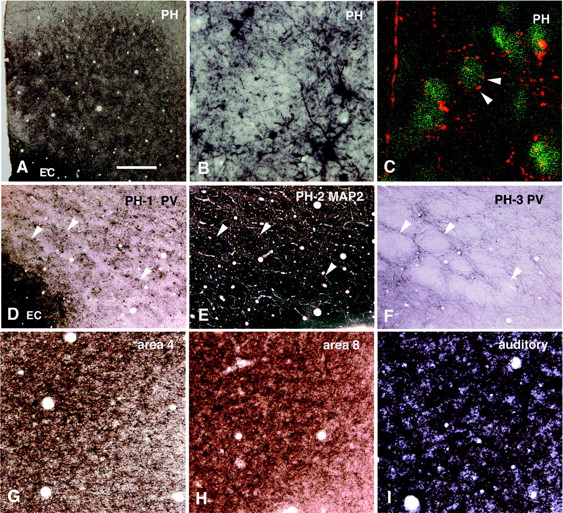 PH
A
EC
PH
B
PH
C
PH-1 PV
D
EC
PH-2 MAP2
E
PH-3 PV
F
area 4
G
area 8
H
auditory
I